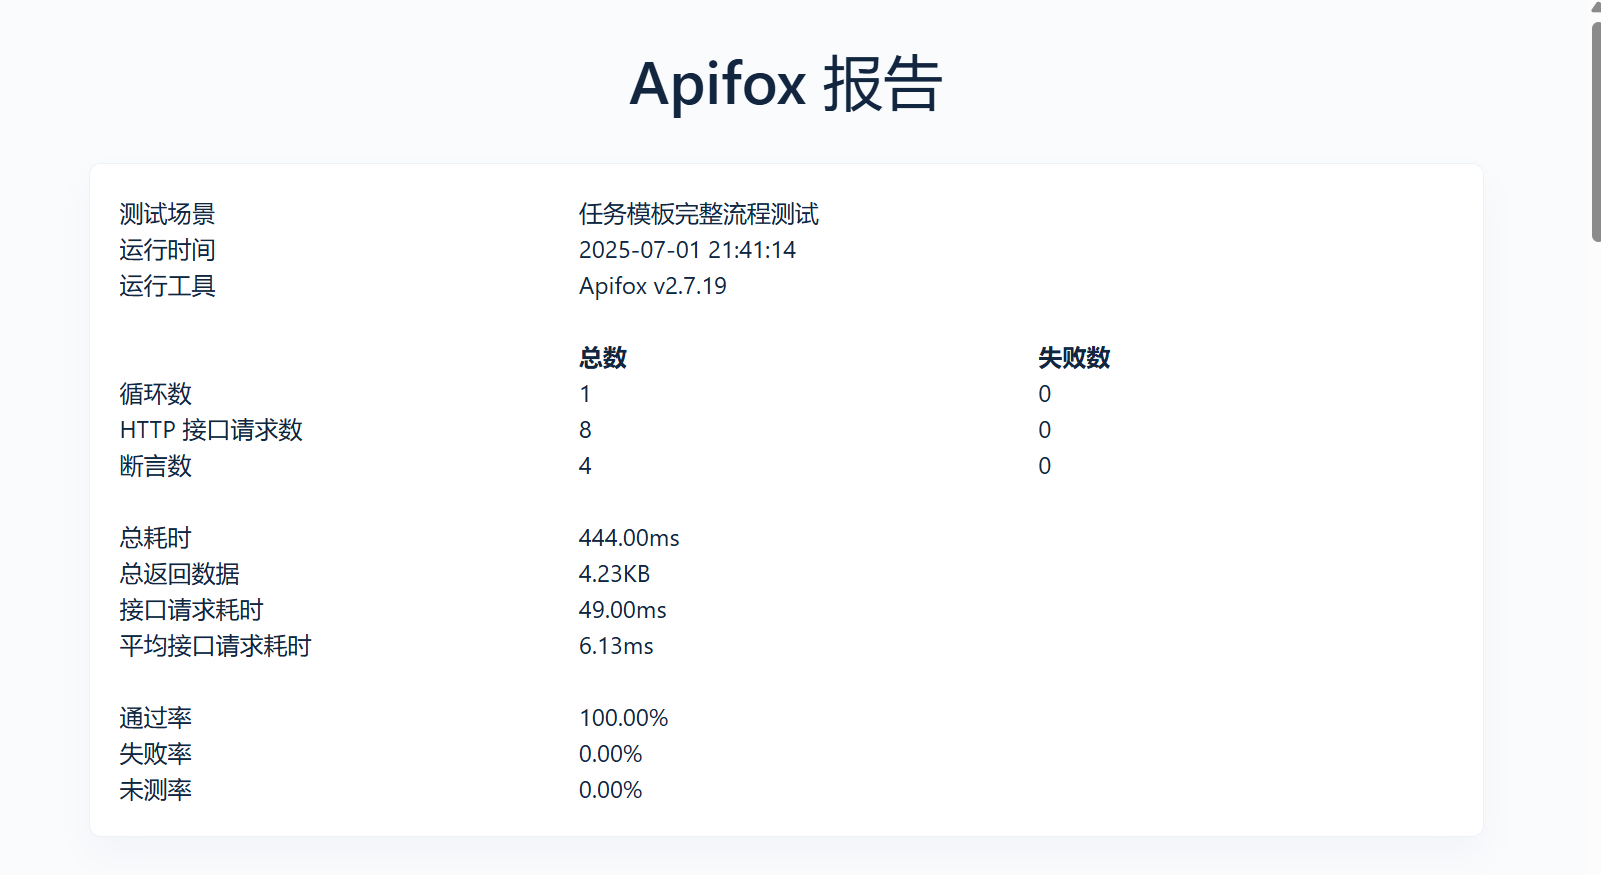 Apifox 报告
测试场景 任务模板完整流程测试
运行时间 2025-07-01 21:41:14
运行工具 Apifox v2.7.19
总数 失败数
循环数 1 0
HTTP 接口请求数 8 0
断言数 4 0
总耗时 444.00ms
总返回数据 4.23KB
接口请求耗时 49.00ms
平均接口请求耗时 6.13ms
通过率 100.00%
失败率 0.00%
未测率 0.00%